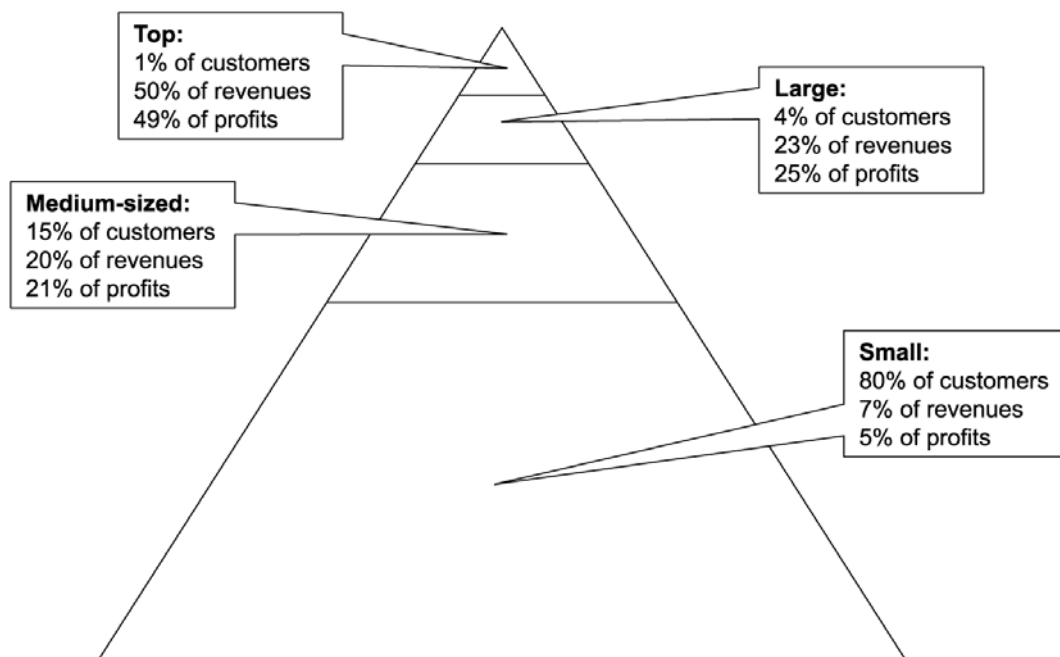 Top:
1% of customers
50% of revenues
49% of profits
Large:
4% of customers
23% of revenues
25% of profits
Medium-sized:
15% of customers
20% of revenues
21% of profits
Small:
80% of customers
7% of revenues
5% of profits